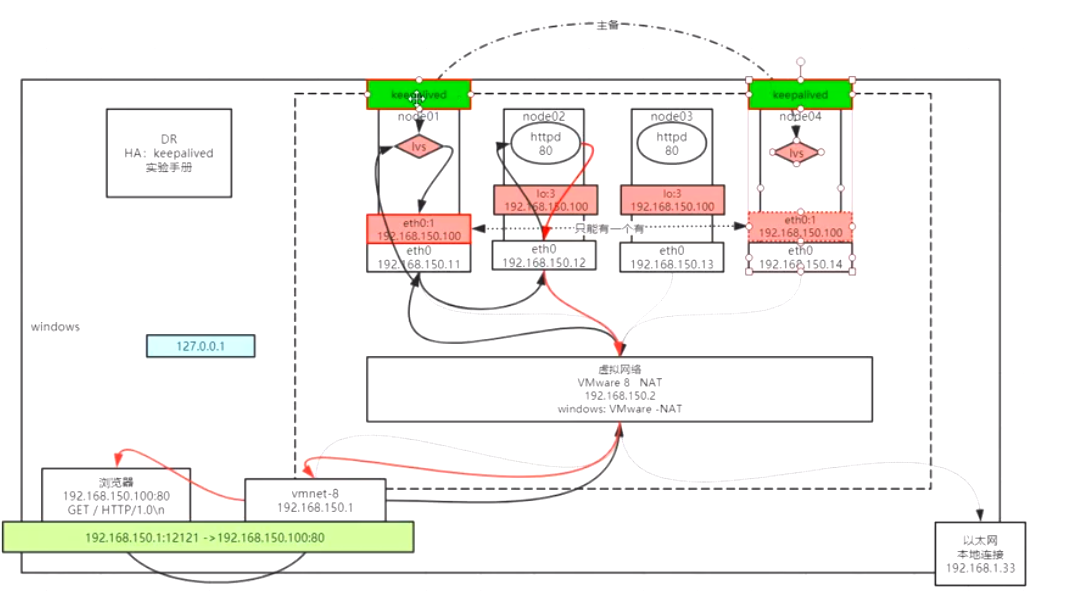 主备
keepalived
keepalived
node01
node02
node03
node04
DR
HA：keepalived
实验手册
lvs
httpd
80
httpd
80
lvs
lo:3
192.168.150.100
lo:3
192.168.150.100
eth0:1
192.168.150.100
只能有一个有
eth0:1
192.168.150.100
eth0
192.168.150.11
eth0
192.168.150.12
eth0
192.168.150.13
eth0
192.168.150.14
windows
127.0.0.1
虚拟网络
VMware 8 NAT
192.168.150.2
windows: VMware -NAT
浏览器
192.168.150.100:80
GET / HTTP/1.0\n
vmnet-8
192.168.150.1
192.168.150.1:12121 ->192.168.150.100:80
以太网
本地连接
192.168.1.33